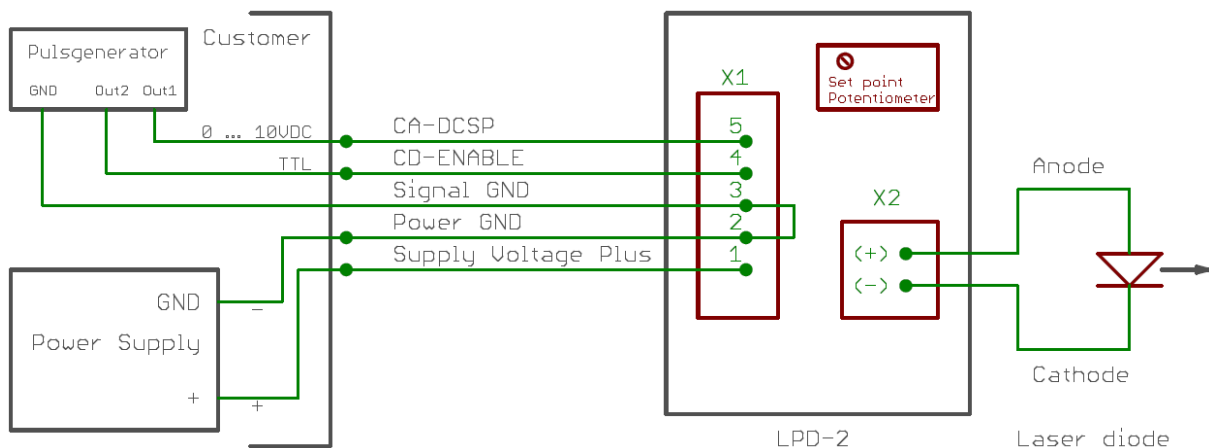 Customer
Pulsgenerator
GND Out2 Out1
0 ... 10VDC
TTL
CA-DCSP
CD-ENABLE
Signal GND
Power GND
Supply Voltage Plus
GND
-
Power Supply
+
+
X1
5
4
3
2
1
Set point
Potentiometer
X2
(+)
(-)
LPD-2
Anode
Cathode
Laser diode